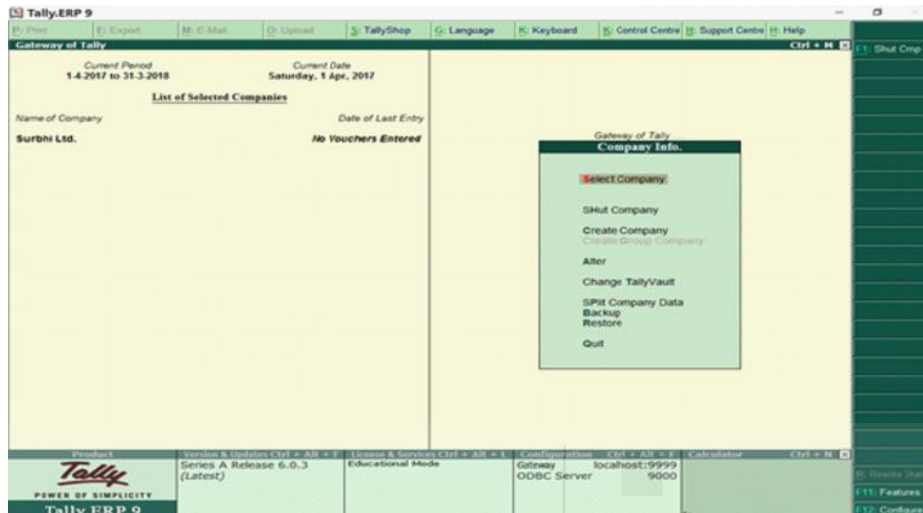 Tally.ERP 9
P: Print E: Export M: E-Mail O: Upload S: TallyShop G: Language K: Keyboard K: Control Centre H: Support Centre H: Help
Gateway of Tally Ctrl + M
F1: Shut Cmp
Current Period Current Date
1-4-2017 to 31-3-2018 Saturday, 1 Apr, 2017
List of Selected Companies
Name of Company Date of Last Entry
Surbhi Ltd. No Vouchers Entered
Gateway of Tally
Company Info.
Select Company
SHut Company
Create Company
Create Group Company
Alter
Change TallyVault
SPlit Company Data
Backup
Restore
Quit
Product Version & Updates Ctrl + Alt + T License & Services Ctrl + Alt + L Configuration Ctrl + Alt + F Calculator Ctrl + N
Tally
POWER OF SIMPLICITY
Tally.ERP 9
Series A Release 6.0.3
(Latest)
Educational Mode
Gateway localhost:9999
ODBC Server 9000
F11: Features
F12: Configure